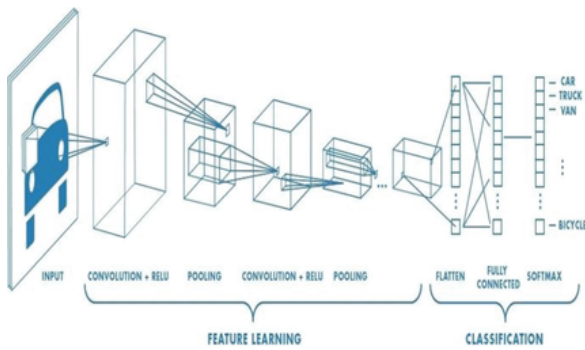 CAR
TRUCK
VAN
BICYCLE
INPUT CONVOLUTION + RELU POOLING CONVOLUTION + RELU POOLING FLATTEN FULLY CONNECTED SOFTMAX
FEATURE LEARNING CLASSIFICATION